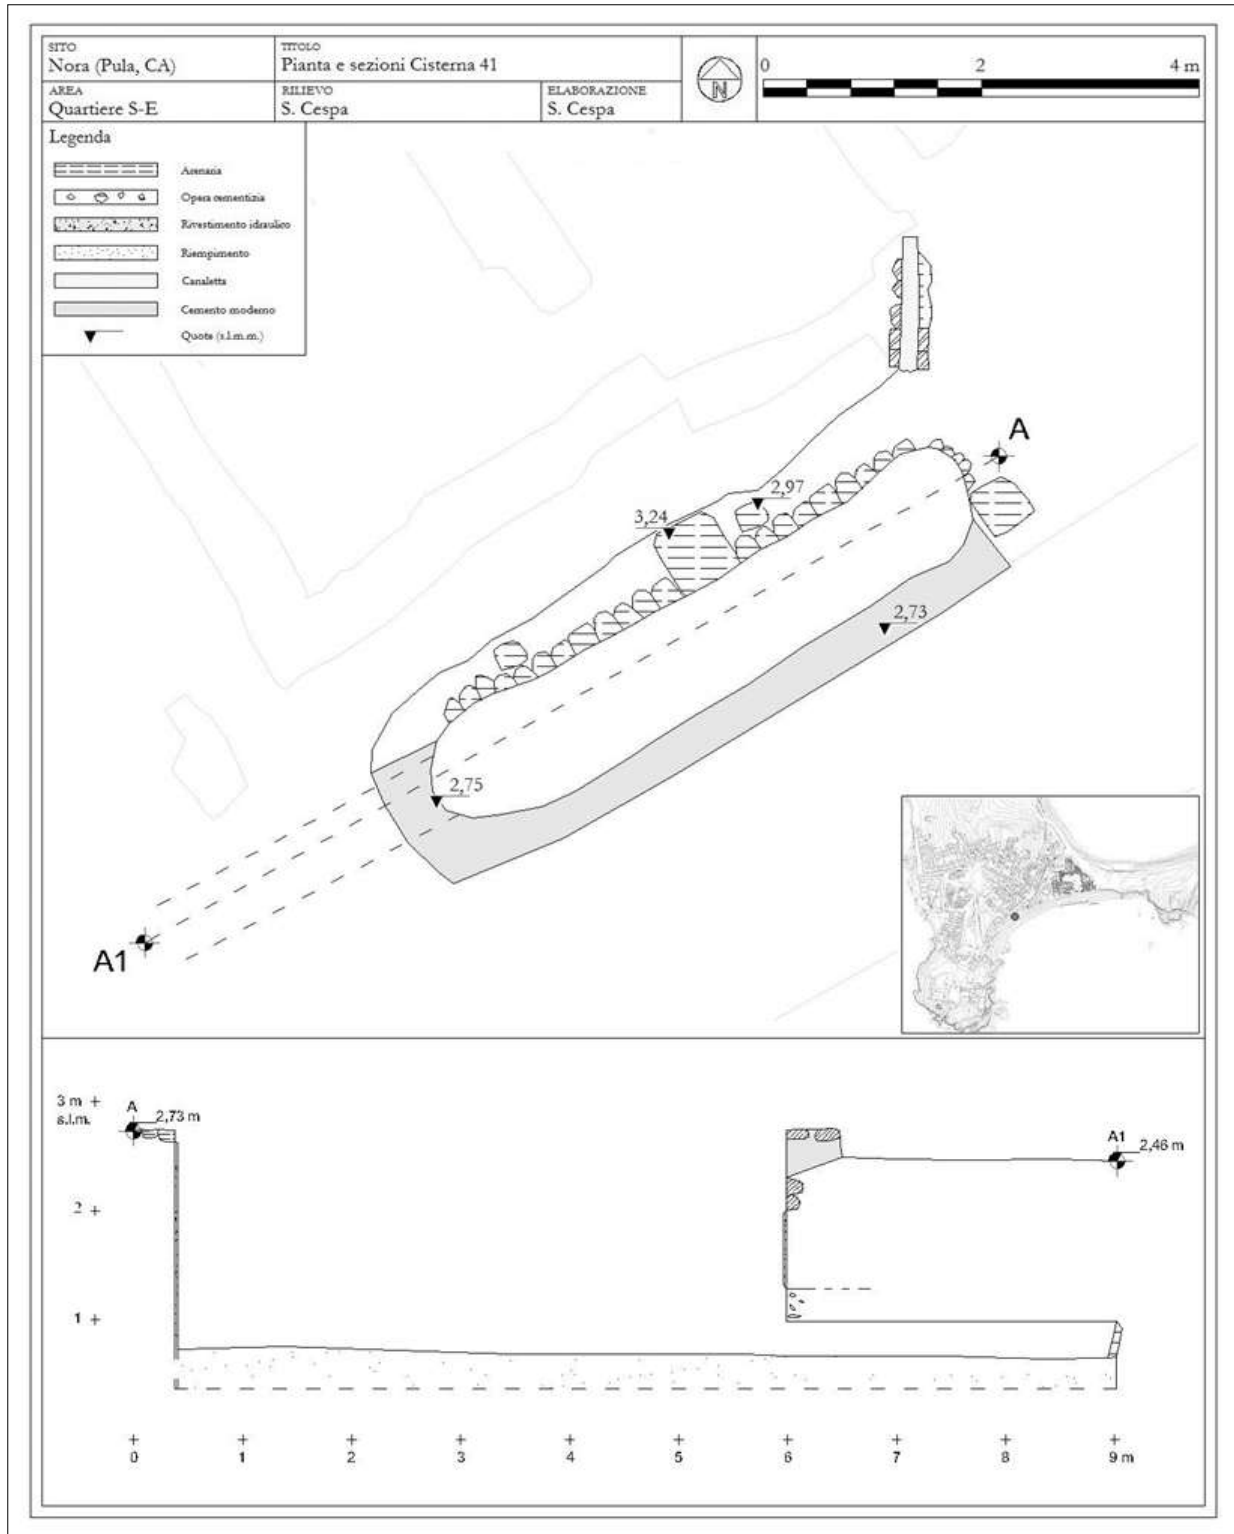 SITO
Nora (Pula, CA)
TITOLO
Pianta e sezioni Cisterna 41
AREA
Quartiere S-E
RILIEVO
S. Cespa
ELABORAZIONE
S. Cespa
N
0 2 4 m
Legenda
Arenaria
Opera cementizia
Rivestimento idraulico
Riempimento
Canaletta
Cemento moderno
Quote (s.l.m.m.)
A
2,97
3,24
2,73
2,75
A1
3 m
s.l.m.
A
2,73 m
A1
2,46 m
2
1
0 1 2 3 4 5 6 7 8 9 m